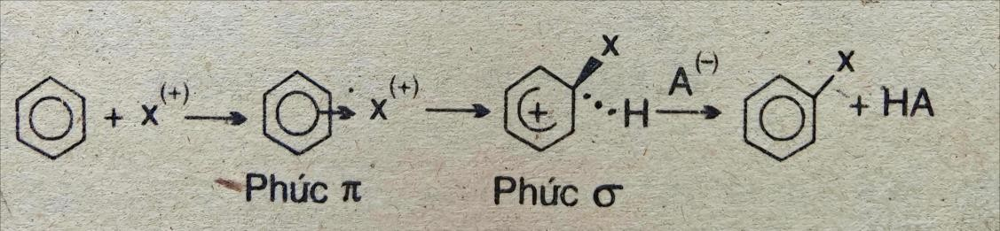 + X(+) → → X(+) → + X H A(-) → X + HA
Phức π Phức σ